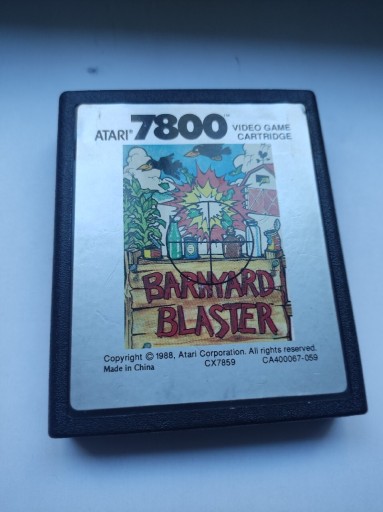 ATARI® 7800™ VIDEO GAME
CARTRIDGE
BARNYARD
BLASTER
Copyright © 1988, Atari Corporation. All rights reserved.
Made in China CX7859 CA400067-059